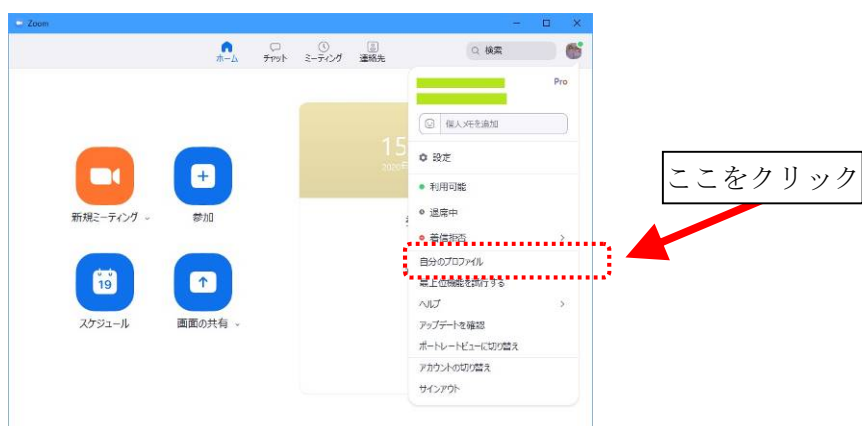 Zoom
ホーム
チャット
ミーティング
連絡先
検索
Pro
個人メモを追加
設定
利用可能
退席中
着信拒否
自分のプロファイル
最上位機能を試行する
ヘルプ
アップデートを確認
ポートレートビューに切り替え
アカウントの切り替え
サインアウト
15
2020年
新規ミーティング
参加
19
スケジュール
画面の共有
ここをクリック